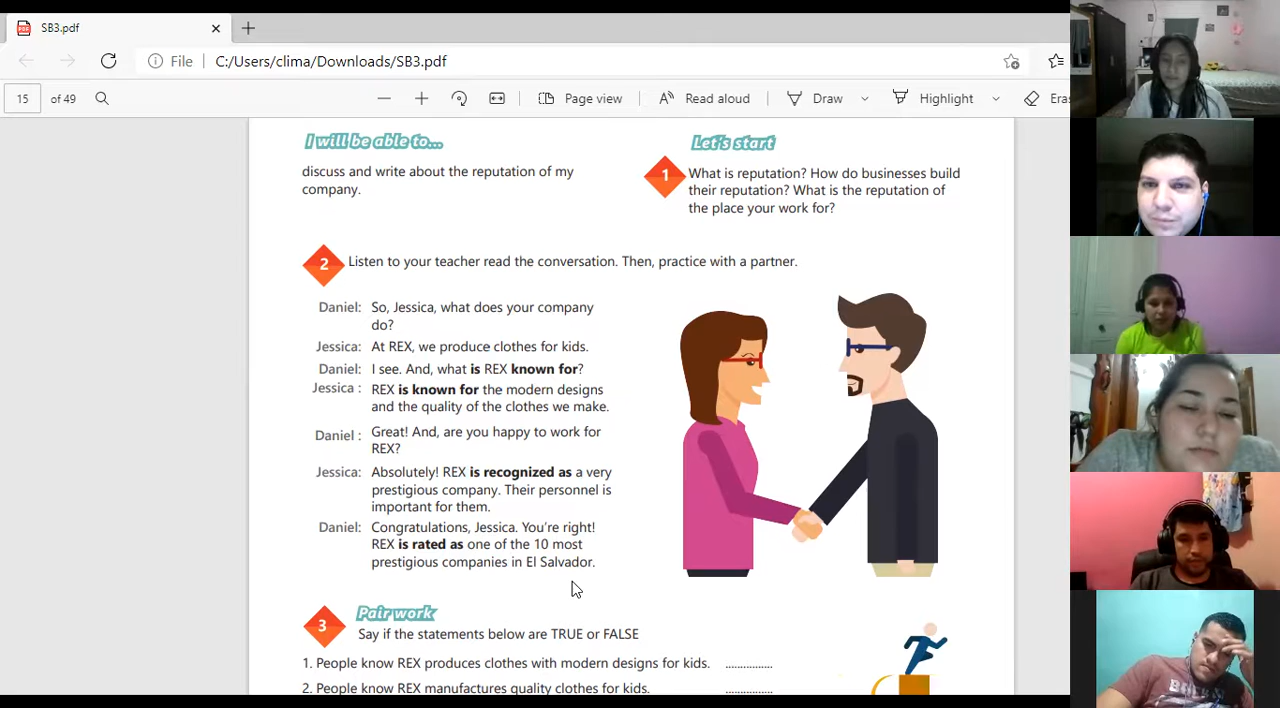 SB3.pdf
File C:/Users/clima/Downloads/SB3.pdf
15 of 49 Page view Read aloud Draw Highlight Eras
I will be able to...
discuss and write about the reputation of my
company.
Let's start
1 What is reputation? How do businesses build
their reputation? What is the reputation of
the place your work for?
2 Listen to your teacher read the conversation. Then, practice with a partner.
Daniel: So, Jessica, what does your company
do?
Jessica: At REX, we produce clothes for kids.
Daniel: I see. And, what is REX known for?
Jessica : REX is known for the modern designs
and the quality of the clothes we make.
Daniel : Great! And, are you happy to work for
REX?
Jessica: Absolutely! REX is recognized as a very
prestigious company. Their personnel is
important for them.
Daniel: Congratulations, Jessica. You're right!
REX is rated as one of the 10 most
prestigious companies in El Salvador.
3 Pair work
Say if the statements below are TRUE or FALSE
1. People know REX produces clothes with modern designs for kids. ................
2. People know REX manufactures quality clothes for kids. ................